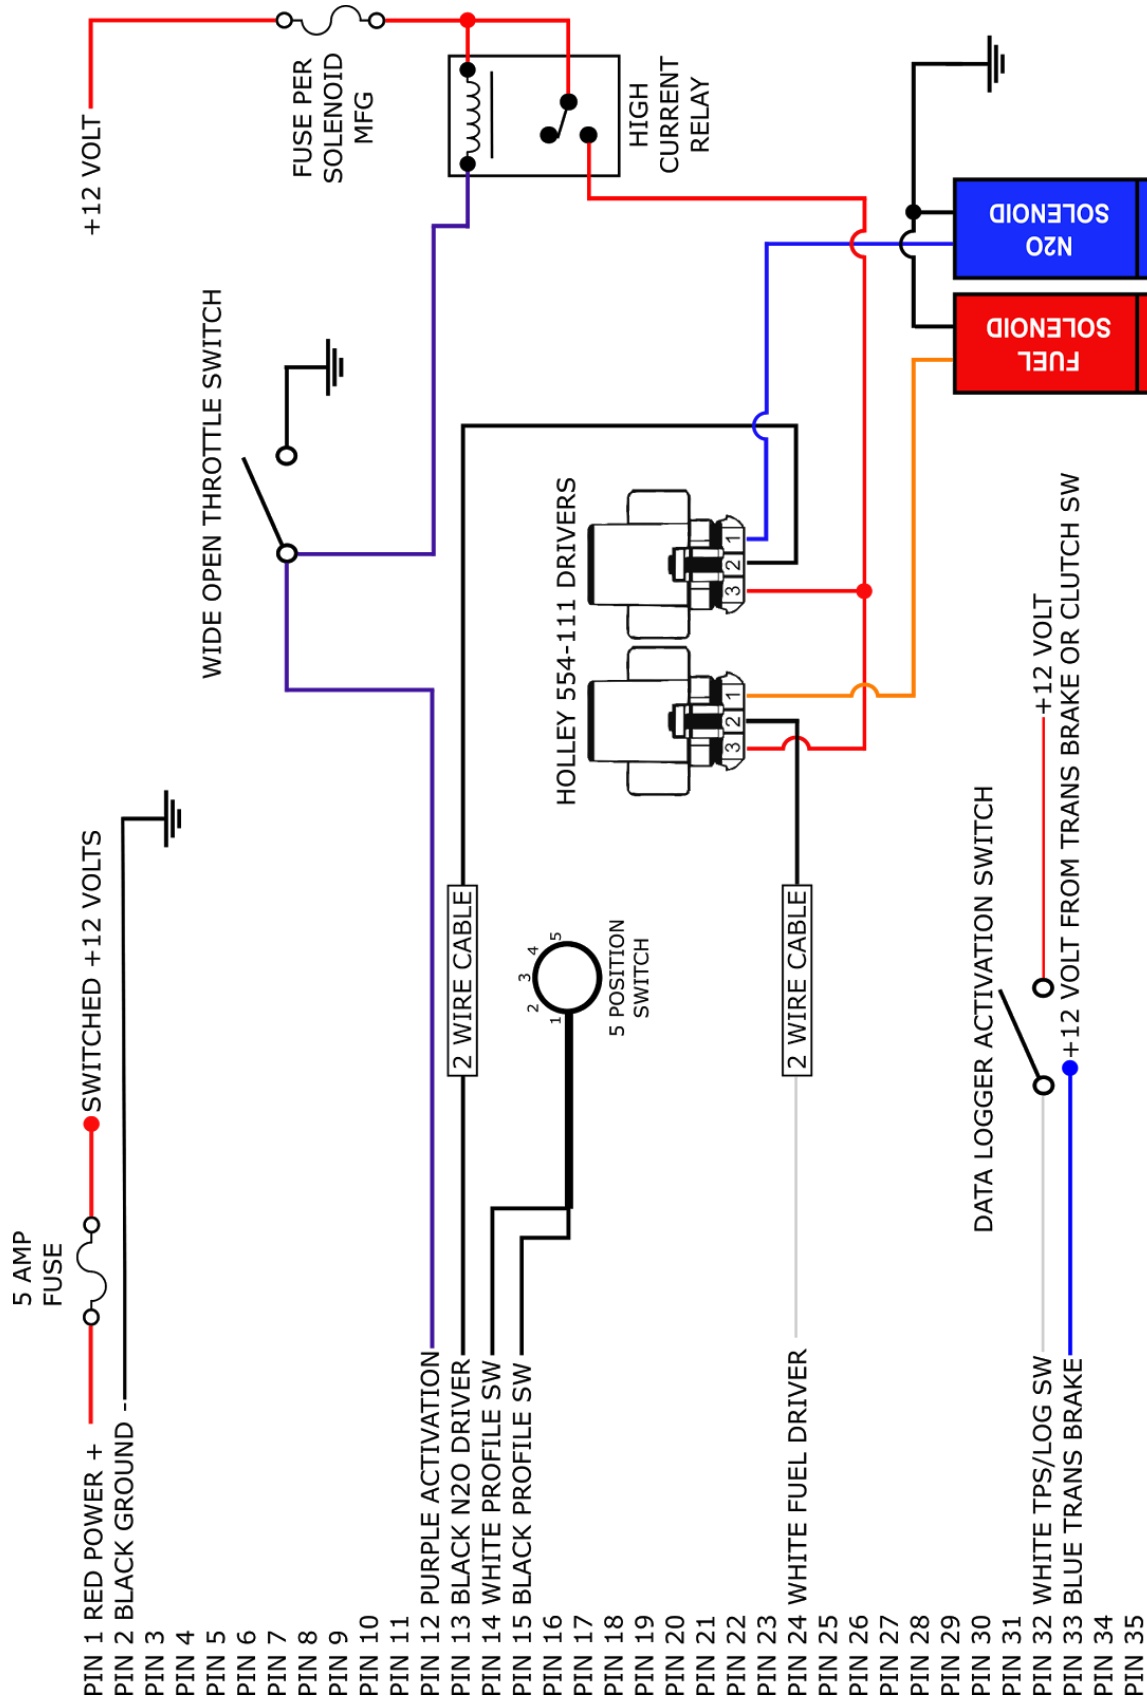 PIN 1 RED POWER +
PIN 2 BLACK GROUND -
PIN 3
PIN 4
PIN 5
PIN 6
PIN 7
PIN 8
PIN 9
PIN 10
PIN 11
PIN 12 PURPLE ACTIVATION
PIN 13 BLACK N2O DRIVER
PIN 14 WHITE PROFILE SW
PIN 15 BLACK PROFILE SW
PIN 16
PIN 17
PIN 18
PIN 19
PIN 20
PIN 21
PIN 22
PIN 23
PIN 24 WHITE FUEL DRIVER
PIN 25
PIN 26
PIN 27
PIN 28
PIN 29
PIN 30
PIN 31
PIN 32 WHITE TPS/LOG SW
PIN 33 BLUE TRANS BRAKE
PIN 34
PIN 35
5 AMP
FUSE
SWITCHED +12 VOLTS
2 WIRE CABLE
1
2
3
4
5
5 POSITION
SWITCH
2 WIRE CABLE
DATA LOGGER ACTIVATION SWITCH
+12 VOLT
+12 VOLT FROM TRANS BRAKE OR CLUTCH SW
WIDE OPEN THROTTLE SWITCH
HOLLEY 554-111 DRIVERS
3
2
1
3
2
1
+12 VOLT
FUSE PER
SOLENOID
MFG
HIGH
CURRENT
RELAY
FUEL
SOLENOID
N2O
SOLENOID